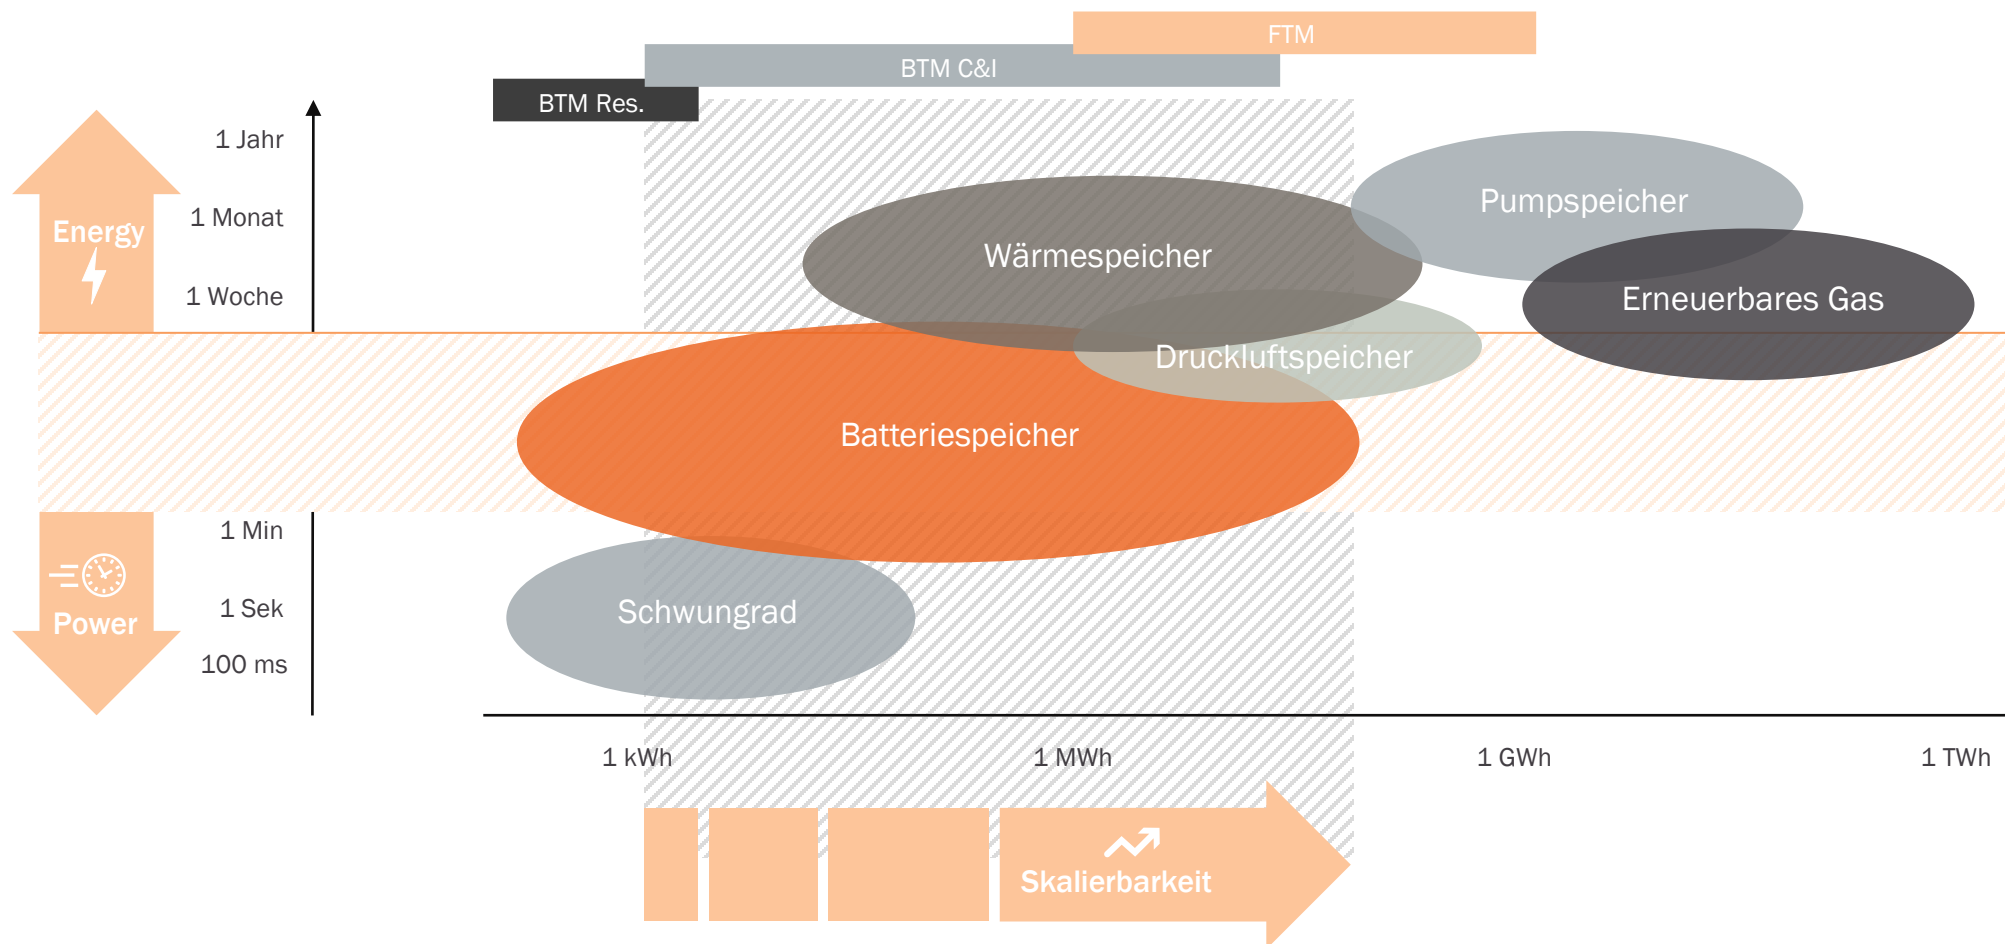 FTM
BTM C&I
BTM Res.
1 Jahr
1 Monat
1 Woche
Energy
Pumpspeicher
Wärmespeicher
Erneuerbares Gas
Druckluftspeicher
Batteriespeicher
1 Min
1 Sek
100 ms
Power
Schwungrad
1 kWh
1 MWh
1 GWh
1 TWh
Skalierbarkeit